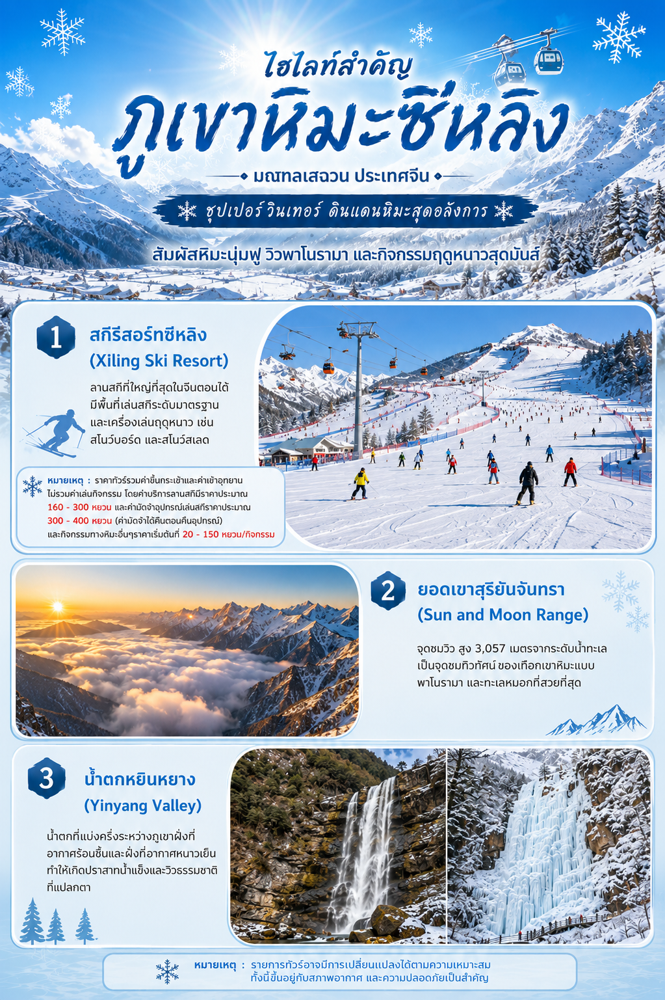 ไฮไลท์สำคัญ
ภูเขาหิมะซีหลิง
มณฑลเสฉวน ประเทศจีน
ซุปเปอร์วินเทอร์ ดินแดนหิมะสุดอลังการ
สัมผัสหิมะนุ่มฟู วิวพาโนรามา และกิจกรรมฤดูหนาวสุดมันส์
1
สกีรีสอร์ทซีหลิง
(Xiling Ski Resort)
ลานสกีที่ใหญ่ที่สุดในจีนตอนใต้
มีพื้นที่เล่นสกีระดับมาตรฐาน
และเครื่องเล่นฤดูหนาว เช่น
สโนว์บอร์ด และสโนว์สเลด
หมายเหตุ : ราคาทัวร์รวมค่าขึ้นกระเช้าและค่าเข้าอุทยาน
ไม่รวมค่าเล่นกิจกรรม โดยค่าบริการลานสกีมีราคาประมาณ
160 - 300 หยวน และค่ามัดจำอุปกรณ์เล่นสกีราคาประมาณ
300 - 400 หยวน (ค่ามัดจำได้คืนตอนคืนอุปกรณ์)
และกิจกรรมทางหิมะอื่นๆราคาเริ่มต้นที่ 20 - 150 หยวน/กิจกรรม
2
ยอดเขาสุริยันจันทรา
(Sun and Moon Range)
จุดชมวิว สูง 3,057 เมตรจากระดับน้ำทะเล
เป็นจุดชมทิวทัศน์ ของเทือกเขาหิมะแบบ
พาโนรามา และทะเลหมอกที่สวยที่สุด
3
น้ำตกหยินหยาง
(Yinyang Valley)
น้ำตกที่แบ่งครึ่งระหว่างภูเขาฝั่งที่
อากาศร้อนชื้นและฝั่งที่อากาศหนาวเย็น
ทำให้เกิดปราสาทน้ำแข็งและวิวธรรมชาติ
ที่แปลกตา
หมายเหตุ : รายการทัวร์อาจมีการเปลี่ยนแปลงได้ตามความเหมาะสม
ทั้งนี้ขึ้นอยู่กับสภาพอากาศ และความปลอดภัยเป็นสำคัญ